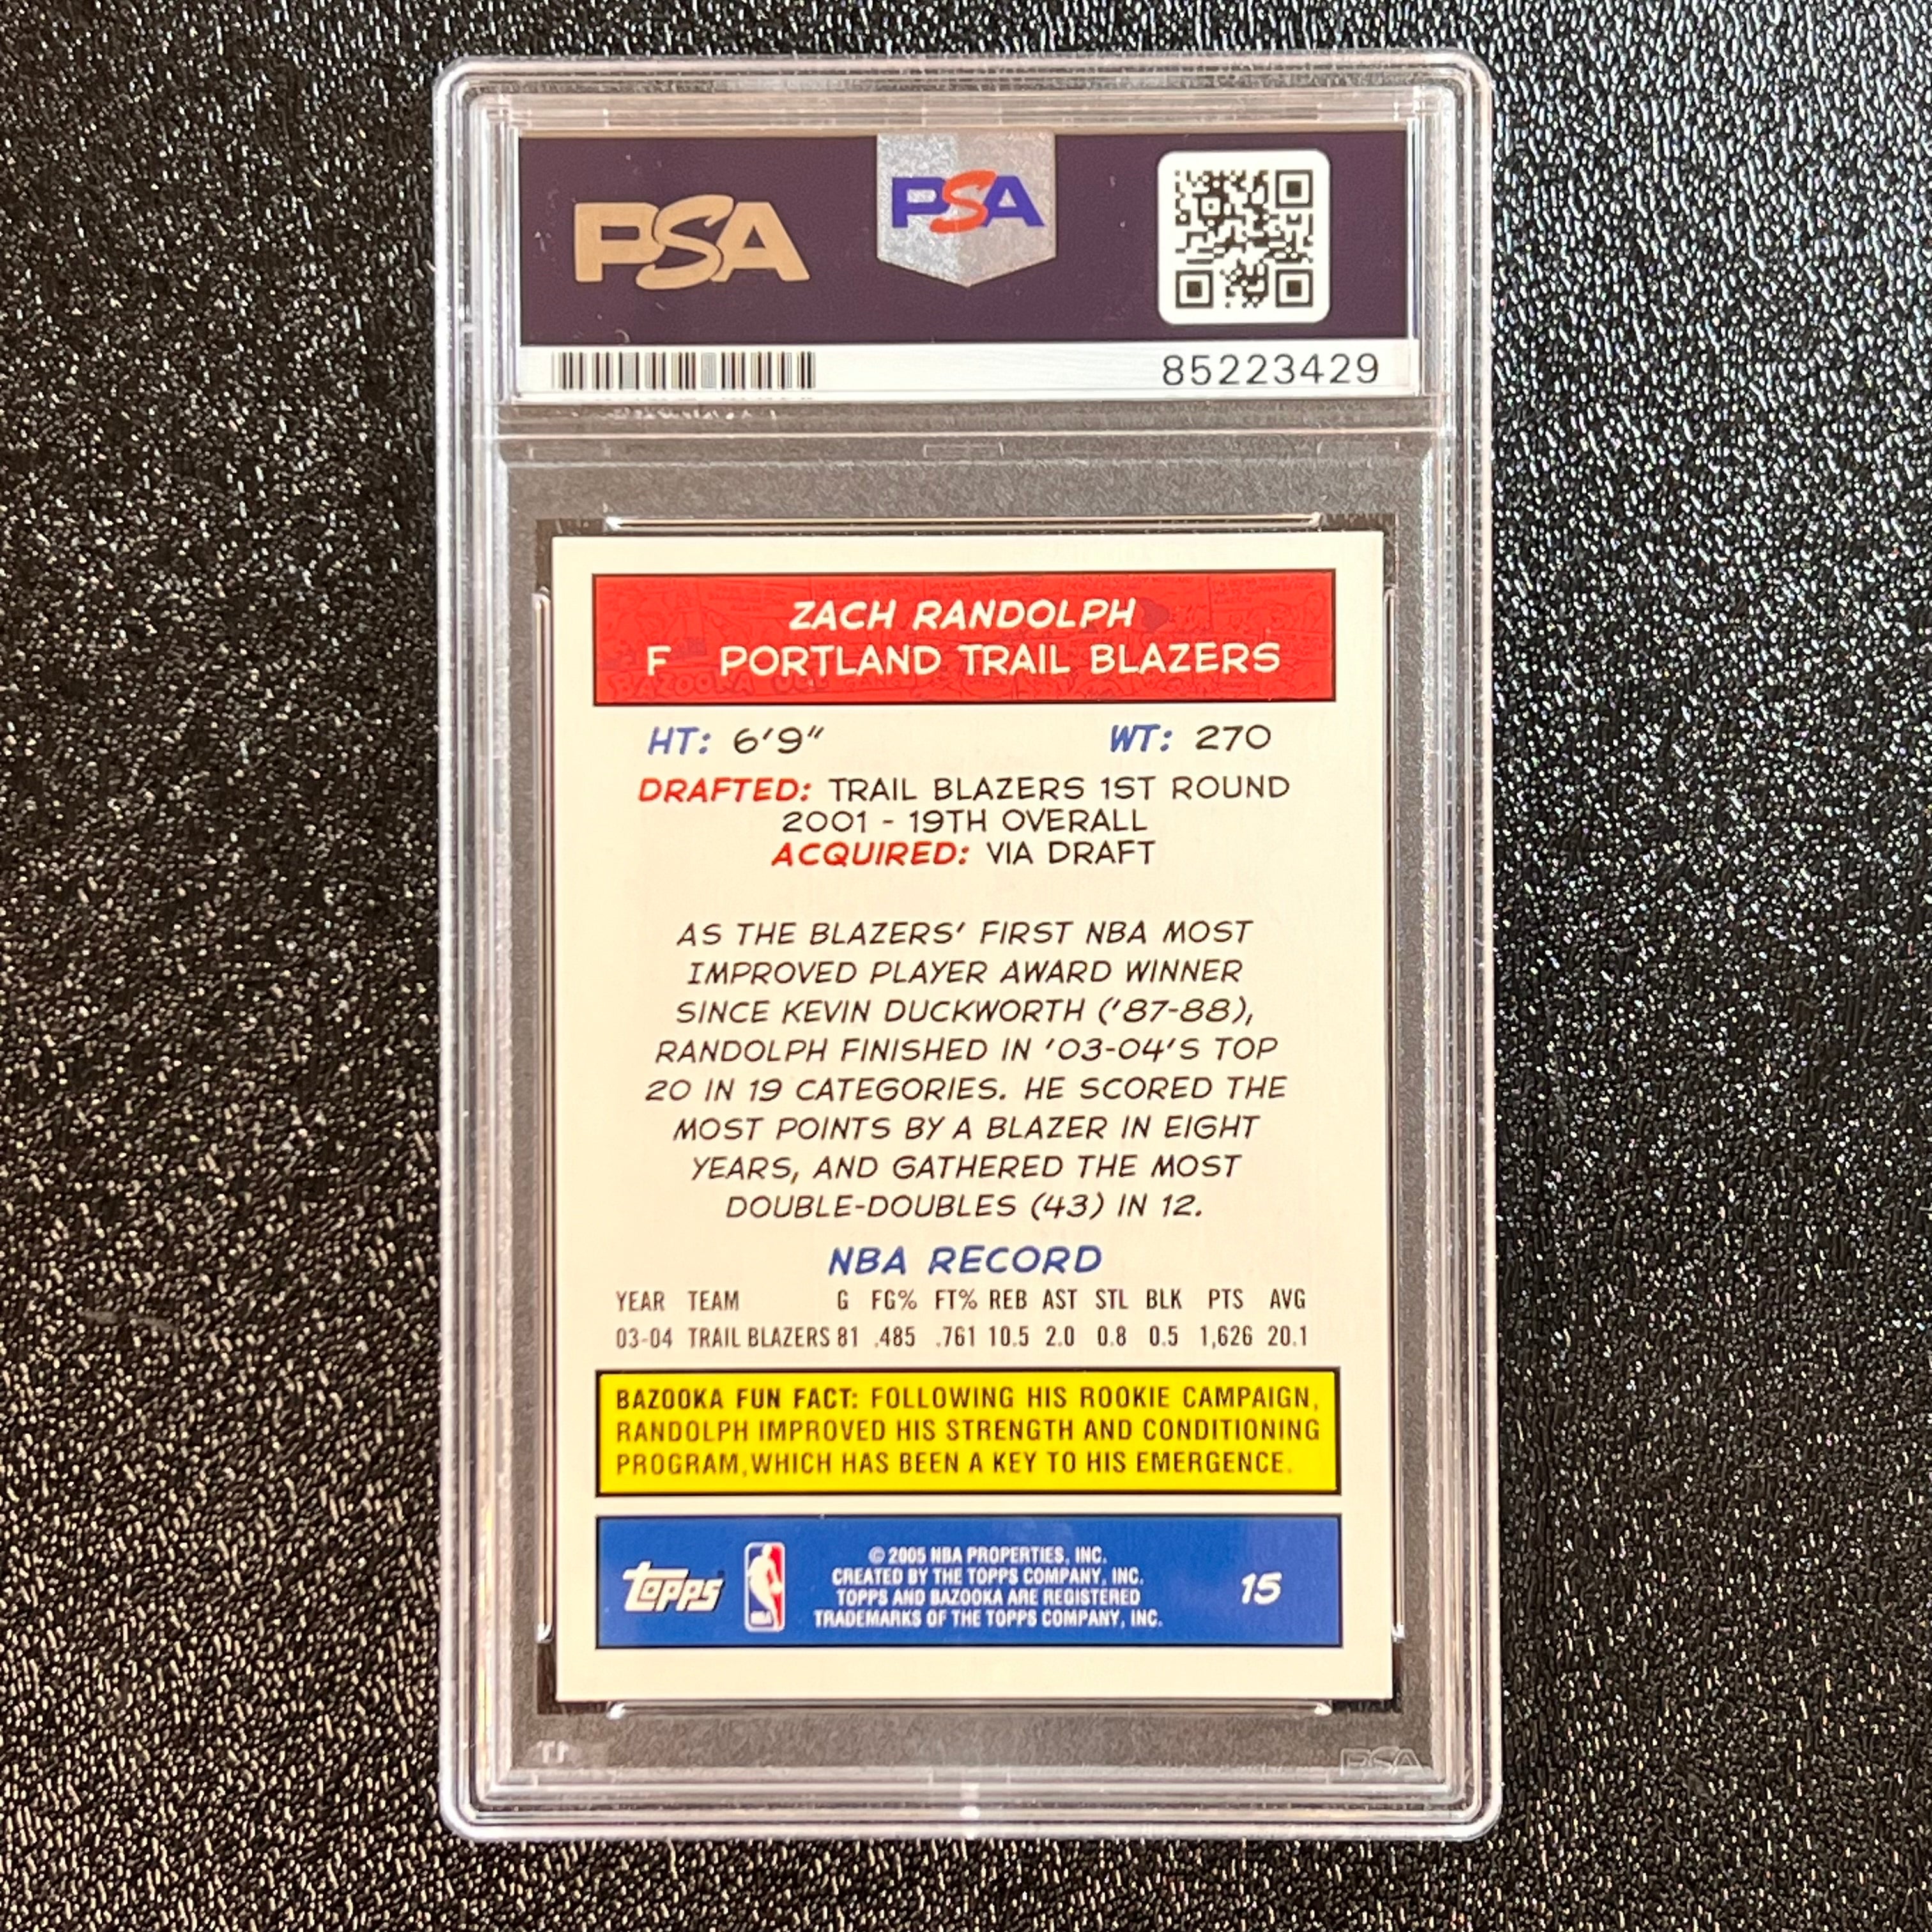 PSA
PSA
85223429
ZACH RANDOLPH
F PORTLAND TRAIL BLAZERS
HT: 6'9" WT: 270
DRAFTED: TRAIL BLAZERS 1ST ROUND
2001 - 19TH OVERALL
ACQUIRED: VIA DRAFT
AS THE BLAZERS' FIRST NBA MOST
IMPROVED PLAYER AWARD WINNER
SINCE KEVIN DUCKWORTH ('87-88),
RANDOLPH FINISHED IN '03-04'S TOP
20 IN 19 CATEGORIES. HE SCORED THE
MOST POINTS BY A BLAZER IN EIGHT
YEARS, AND GATHERED THE MOST
DOUBLE-DOUBLES (43) IN 12.
NBA RECORD
YEAR TEAM G FG% FT% REB AST STL BLK PTS AVG
03-04 TRAIL BLAZERS 81 .485 .761 10.5 2.0 0.8 0.5 1,626 20.1
BAZOOKA FUN FACT: FOLLOWING HIS ROOKIE CAMPAIGN,
RANDOLPH IMPROVED HIS STRENGTH AND CONDITIONING
PROGRAM, WHICH HAS BEEN A KEY TO HIS EMERGENCE.
topps
NBA
© 2005 NBA PROPERTIES, INC.
CREATED BY THE TOPPS COMPANY, INC.
TOPPS AND BAZOOKA ARE REGISTERED
TRADEMARKS OF THE TOPPS COMPANY, INC.
15
PSA